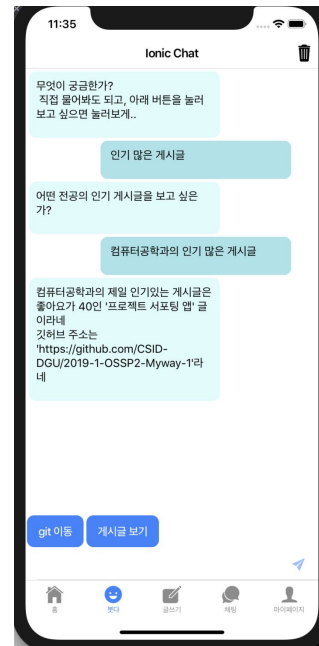 11:35
Ionic Chat
무엇이 궁금한가?
직접 물어봐도 되고, 아래 버튼을 눌러
보고 싶으면 눌러보게..
인기 많은 게시글
어떤 전공의 인기 게시글을 보고 싶은
가?
컴퓨터공학과의 인기 많은 게시글
컴퓨터공학과의 제일 인기있는 게시글은
좋아요가 40인 '프로젝트 서포팅 앱' 글
이라네
깃허브 주소는
'https://github.com/CSID-
DGU/2019-1-OSSP2-Myway-1'라
네
git 이동
게시글 보기
홈
붓다
글쓰기
채팅
마이페이지